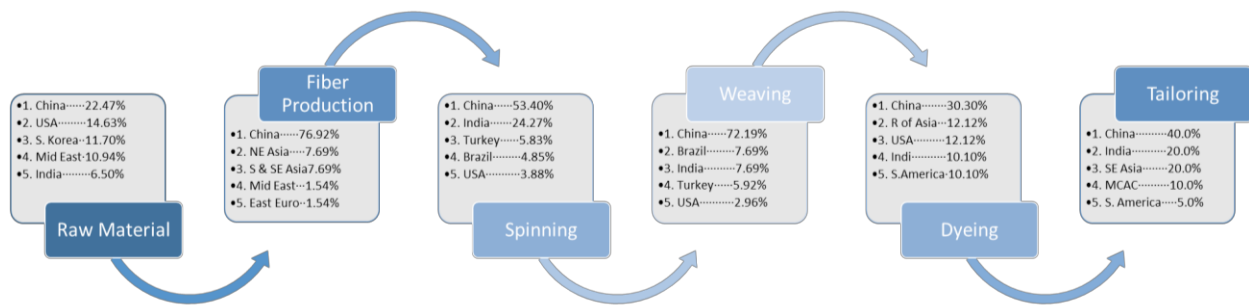 •1. China······22.47%
•2. USA·······14.63%
•3. S. Korea···11.70%
•4. Mid East·10.94%
•5. India·······6.50%
Raw Material
Fiber
Production
•1. China······76.92%
•2. NE Asia·····7.69%
•3. S & SE Asia7.69%
•4. Mid East···1.54%
•5. East Euro··1.54%
•1. China·······53.40%
•2. India·······24.27%
•3. Turkey······5.83%
•4. Brazil·······4.85%
•5. USA·········3.88%
Spinning
Weaving
•1. China·······72.19%
•2. Brazil········7.69%
•3. India········7.69%
•4. Turkey······5.92%
•5. USA··········2.96%
•1. China········30.30%
•2. R of Asia····12.12%
•3. USA··········12.12%
•4. Indi··········10.10%
•5. S.America·10.10%
Dyeing
Tailoring
•1. China·······40.0%
•2. India·······20.0%
•3. SE Asia·····20.0%
•4. MCAC······10.0%
•5. S. America··5.0%